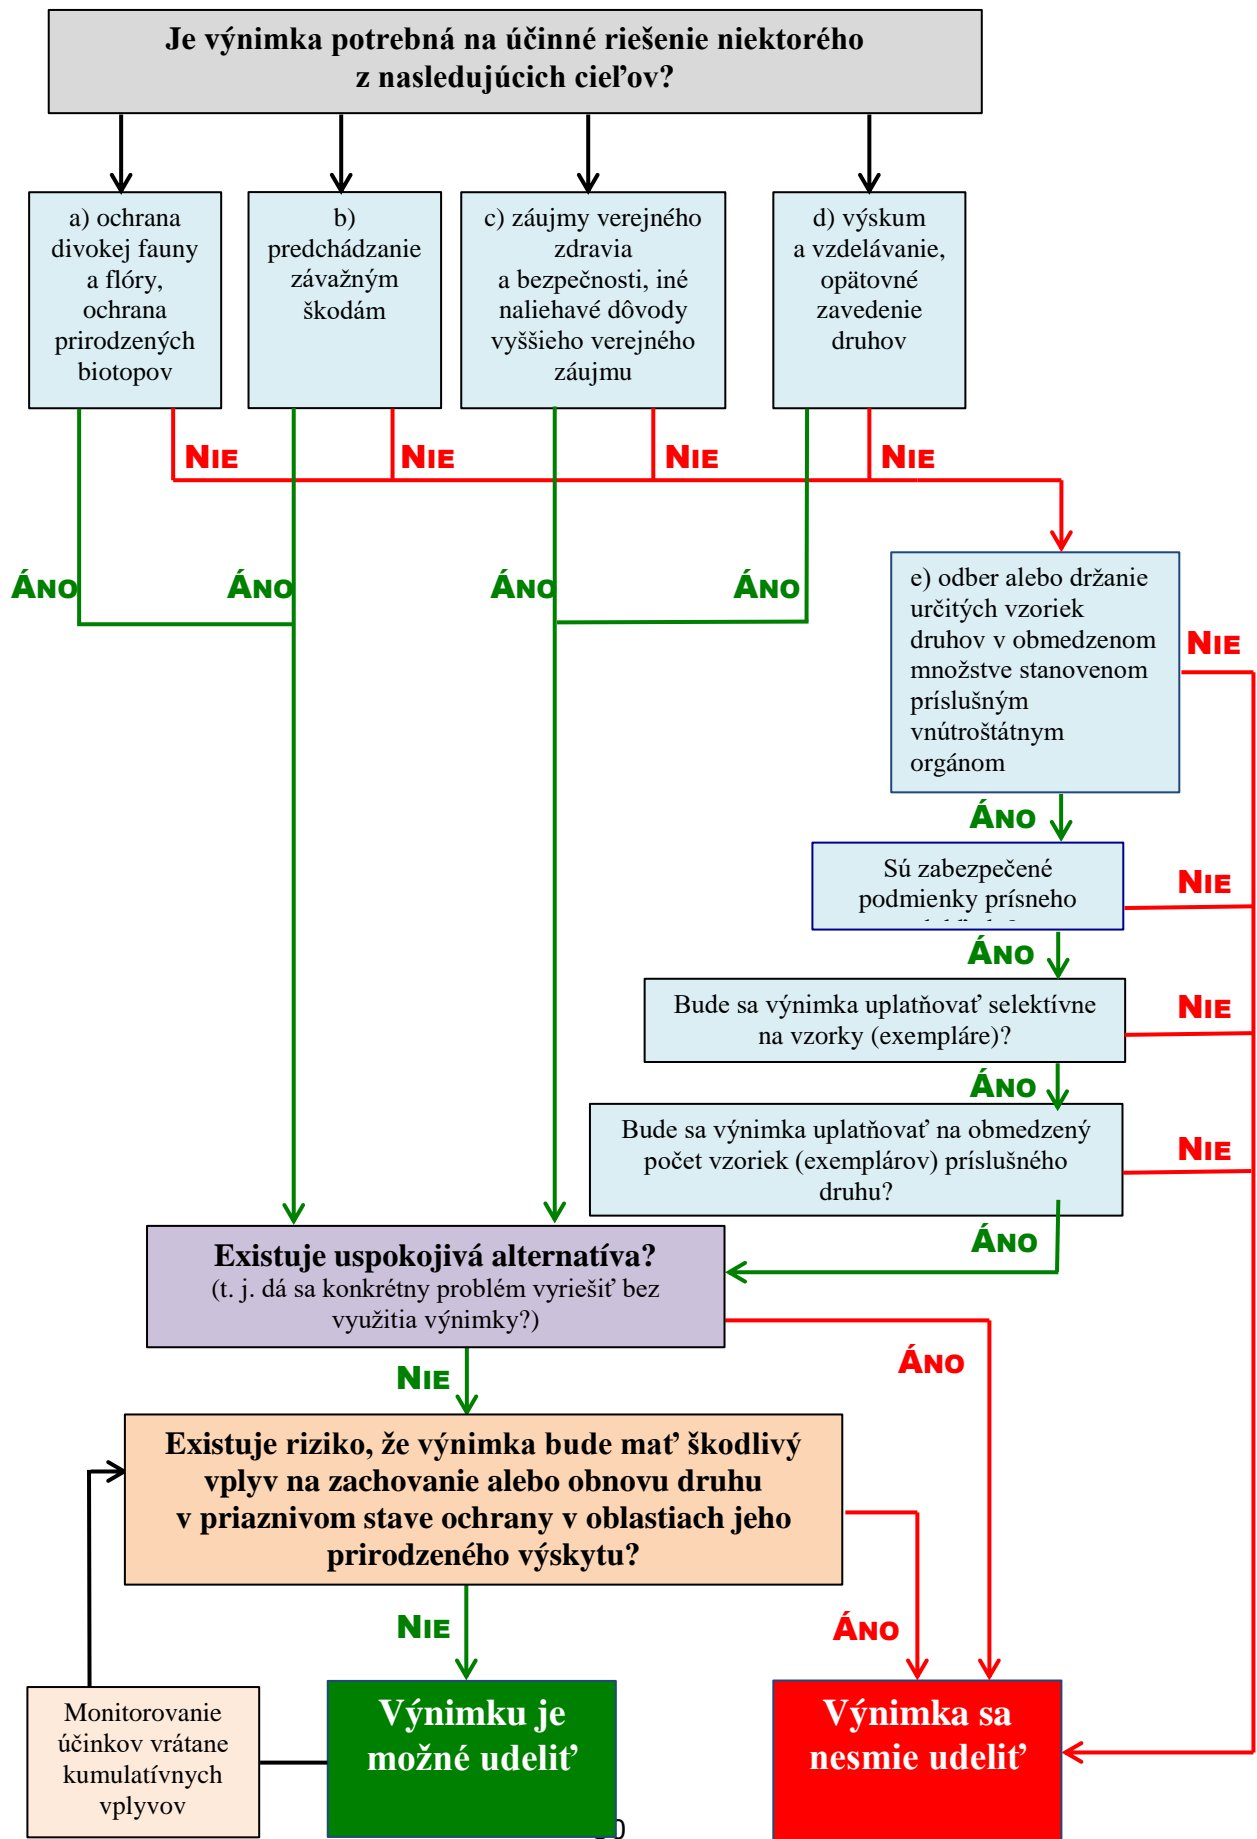 Je výnimka potrebná na účinné riešenie niektorého
z nasledujúcich cieľov?
a) ochrana
divokej fauny
a flóry,
ochrana
prirodzených
biotopov
b)
predchádzanie
závažným
škodám
c) záujmy verejného
zdravia
a bezpečnosti, iné
naliehavé dôvody
vyššieho verejného
záujmu
d) výskum
a vzdelávanie,
opätovné
zavedenie
druhov
NIE
NIE
NIE
NIE
ÁNO
ÁNO
ÁNO
ÁNO
e) odber alebo držanie
určitých vzoriek
druhov v obmedzenom
množstve stanovenom
príslušným
vnútroštátnym
orgánom
NIE
ÁNO
Sú zabezpečené
podmienky prísneho
NIE
ÁNO
Bude sa výnimka uplatňovať selektívne
na vzorky (exempláre)?
NIE
ÁNO
Bude sa výnimka uplatňovať na obmedzený
počet vzoriek (exemplárov) príslušného
druhu?
NIE
ÁNO
Existuje uspokojivá alternatíva?
(t. j. dá sa konkrétny problém vyriešiť bez
využitia výnimky?)
ÁNO
NIE
Existuje riziko, že výnimka bude mať škodlivý
vplyv na zachovanie alebo obnovu druhu
v priaznivom stave ochrany v oblastiach jeho
prirodzeného výskytu?
NIE
ÁNO
Monitorovanie
účinkov vrátane
kumulatívnych
vplyvov
Výnimku je
možné udeliť
Výnimka sa
nesmie udeliť